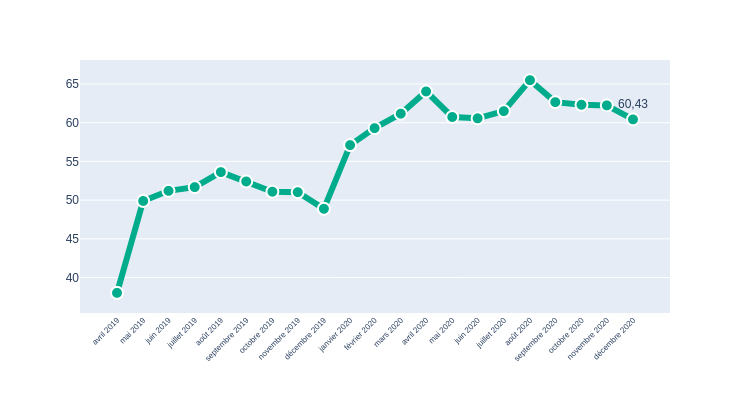 65
60,43
60
55
50
45
40
avril 2019
mai 2019
juin 2019
juillet 2019
août 2019
septembre 2019
octobre 2019
novembre 2019
décembre 2019
janvier 2020
février 2020
mars 2020
avril 2020
mai 2020
juin 2020
juillet 2020
août 2020
septembre 2020
octobre 2020
novembre 2020
décembre 2020